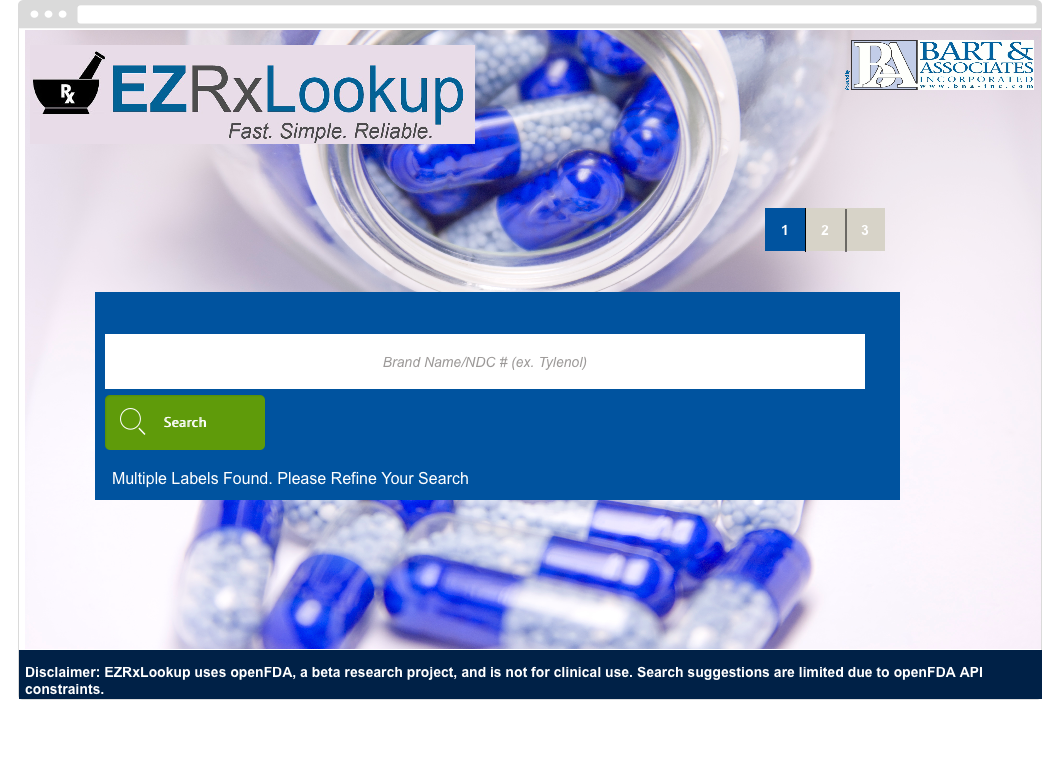 Rx
EZRxLookup
Fast. Simple. Reliable.
BA
BART &
ASSOCIATES
INCORPORATED
www.bna-inc.com
1 2 3
Brand Name/NDC # (ex. Tylenol)
Search
Multiple Labels Found. Please Refine Your Search
Disclaimer: EZRxLookup uses openFDA, a beta research project, and is not for clinical use. Search suggestions are limited due to openFDA API
constraints.